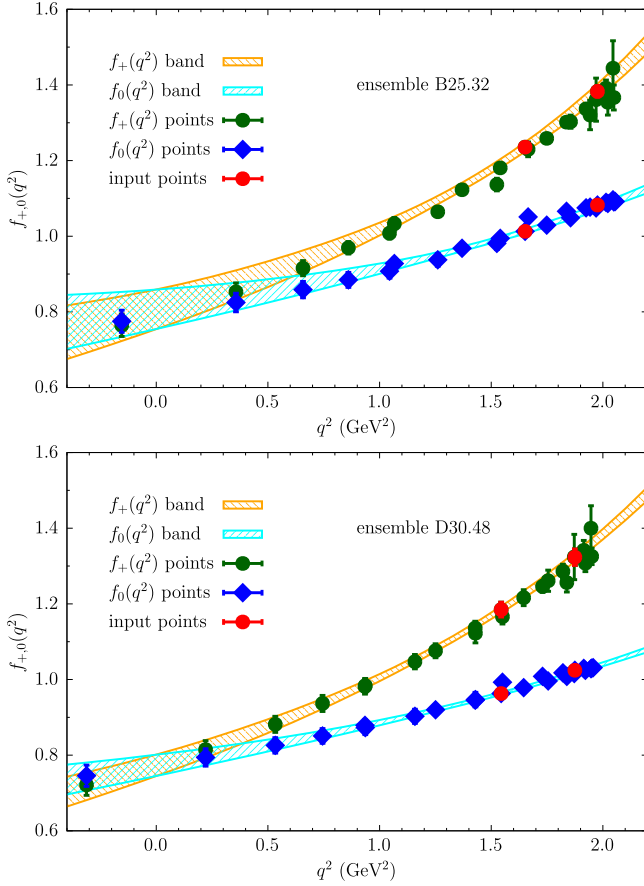 1.6
1.4
1.2
1.0
0.8
0.6
f₊,₀(q²)
f₊(q²) band
f₀(q²) band
f₊(q²) points
f₀(q²) points
input points
ensemble B25.32
0.0 0.5 1.0 1.5 2.0
q² (GeV²)
1.6
1.4
1.2
1.0
0.8
0.6
f₊,₀(q²)
f₊(q²) band
f₀(q²) band
f₊(q²) points
f₀(q²) points
input points
ensemble D30.48
0.0 0.5 1.0 1.5 2.0
q² (GeV²)